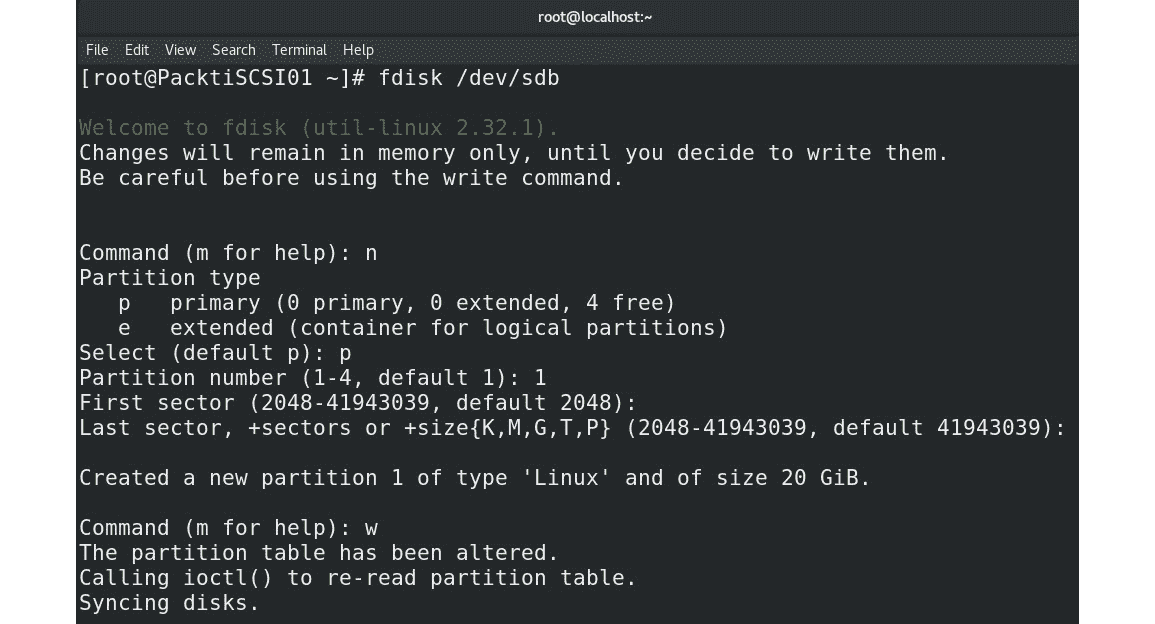 root@localhost:~
File Edit View Search Terminal Help
[root@PacktiSCSI01 ~]# fdisk /dev/sdb
Welcome to fdisk (util-linux 2.32.1).
Changes will remain in memory only, until you decide to write them.
Be careful before using the write command.
Command (m for help): n
Partition type
   p   primary (0 primary, 0 extended, 4 free)
   e   extended (container for logical partitions)
Select (default p): p
Partition number (1-4, default 1): 1
First sector (2048-41943039, default 2048):
Last sector, +sectors or +size{K,M,G,T,P} (2048-41943039, default 41943039):
Created a new partition 1 of type 'Linux' and of size 20 GiB.
Command (m for help): w
The partition table has been altered.
Calling ioctl() to re-read partition table.
Syncing disks.